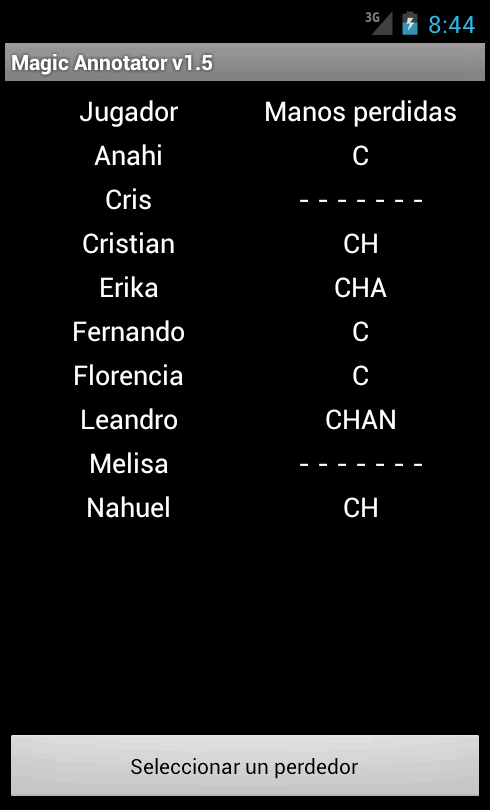 3G 8:44
Magic Annotator v1.5
Jugador Manos perdidas
Anahi C
Cris - - - - - - -
Cristian CH
Erika CHA
Fernando C
Florencia C
Leandro CHAN
Melisa - - - - - - -
Nahuel CH
Seleccionar un perdedor